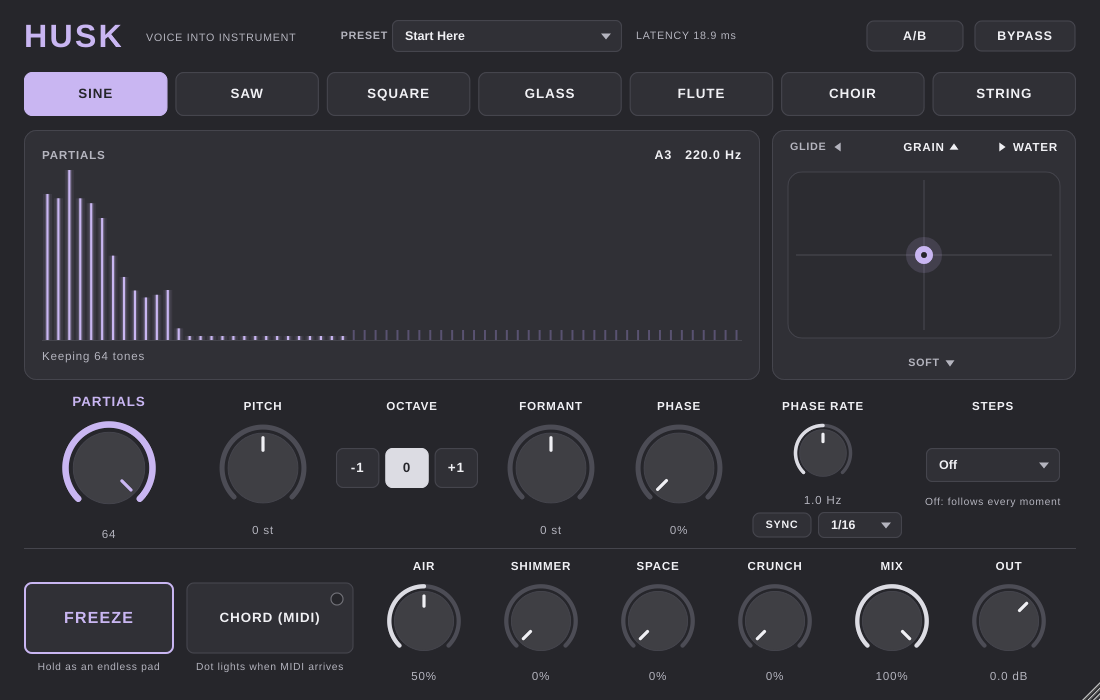 HUSK VOICE INTO INSTRUMENT PRESET Start Here LATENCY 18.9 ms A/B BYPASS
SINE SAW SQUARE GLASS FLUTE CHOIR STRING
PARTIALS A3 220.0 Hz
GLIDE GRAIN WATER
Keeping 64 tones
SOFT
PARTIALS PITCH OCTAVE FORMANT PHASE PHASE RATE STEPS
-1 0 +1 Off
1.0 Hz Off: follows every moment
64 0 st 0 st 0% SYNC 1/16
AIR SHIMMER SPACE CRUNCH MIX OUT
FREEZE CHORD (MIDI)
Hold as an endless pad Dot lights when MIDI arrives
50% 0% 0% 0% 100% 0.0 dB